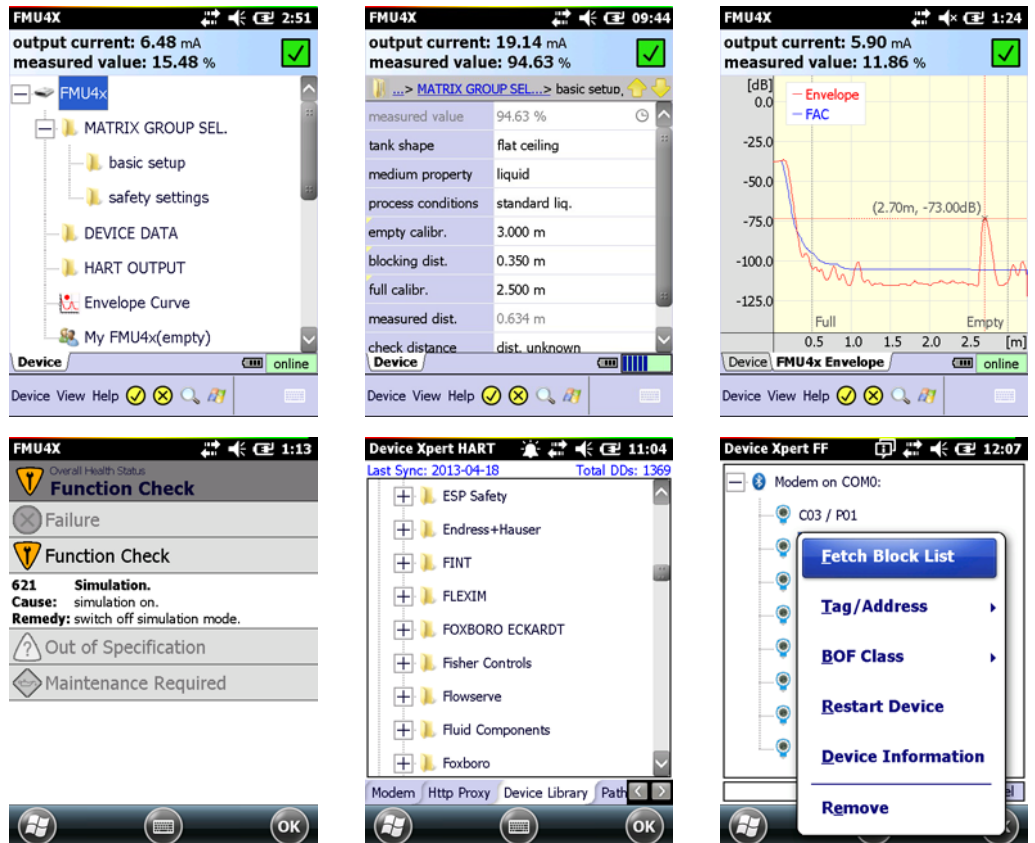 FMU4X 2:51
output current: 6.48 mA
measured value: 15.48 %
FMU4x
MATRIX GROUP SEL.
basic setup
safety settings
DEVICE DATA
HART OUTPUT
Envelope Curve
My FMU4x(empty)
Device online
Device View Help
FMU4X 09:44
output current: 19.14 mA
measured value: 94.63 %
...> MATRIX GROUP SEL...> basic setup,
measured value 94.63 %
tank shape flat ceiling
medium property liquid
process conditions standard liq.
empty calibr. 3.000 m
blocking dist. 0.350 m
full calibr. 2.500 m
measured dist. 0.634 m
check distance dist. unknown
Device
Device View Help
FMU4X 1:24
output current: 5.90 mA
measured value: 11.86 %
[dB]
0.0
Envelope
FAC
-25.0
-50.0
(2.70m, -73.00dB)
-75.0
-100.0
-125.0
Full Empty
0.5 1.0 1.5 2.0 2.5 [m]
Device FMU4x Envelope online
Device View Help
FMU4X 1:13
Overall Health Status
Function Check
Failure
Function Check
621 Simulation.
Cause: simulation on.
Remedy: switch off simulation mode.
Out of Specification
Maintenance Required
OK
Device Xpert HART 11:04
Last Sync: 2013-04-18 Total DDs: 1369
ESP Safety
Endress+Hauser
FINT
FLEXIM
FOXBORO ECKARDT
Fisher Controls
Flowserve
Fluid Components
Foxboro
Modem Http Proxy Device Library Path
OK
Device Xpert FF 12:07
Modem on COM0:
C03 / P01
Fetch Block List
Tag/Address
BOF Class
Restart Device
Device Information
Remove